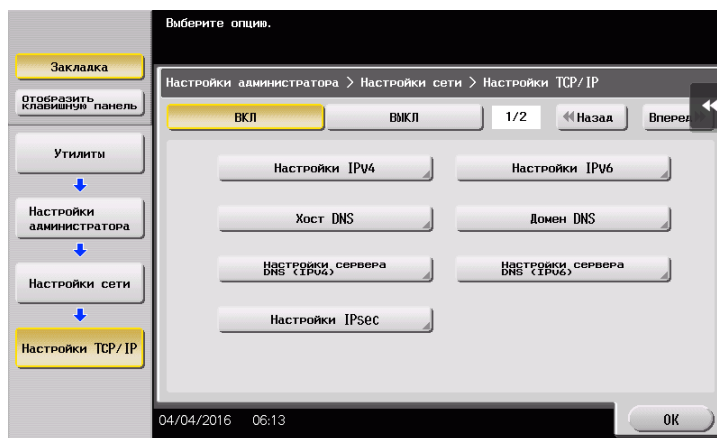 Выберите опцию.
Закладка
Отобразить
клавишную панель
Настройки администратора > Настройки сети > Настройки TCP/IP
ВКЛ
ВЫКЛ
1/2
Назад
Вперед
Утилиты
Настройки
администратора
Настройки сети
Настройки TCP/IP
Настройки IPv4
Настройки IPv6
Хост DNS
Домен DNS
Настройки сервера
DNS (IPv4)
Настройки сервера
DNS (IPv6)
Настройки IPsec
04/04/2016 06:13
OK